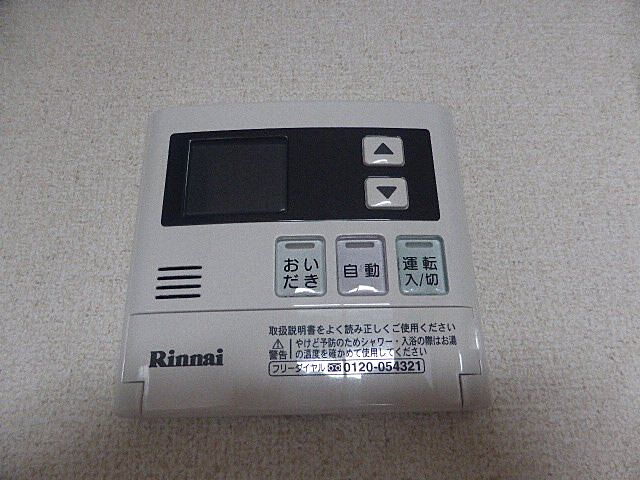 おい
だき
自動
運転
入/切
取扱説明書をよく読み正しくご使用ください
警告
やけど予防のためシャワー・入浴の際はお湯
の温度を確かめて使用してください
Rinnai
フリーダイヤル 0120-054321